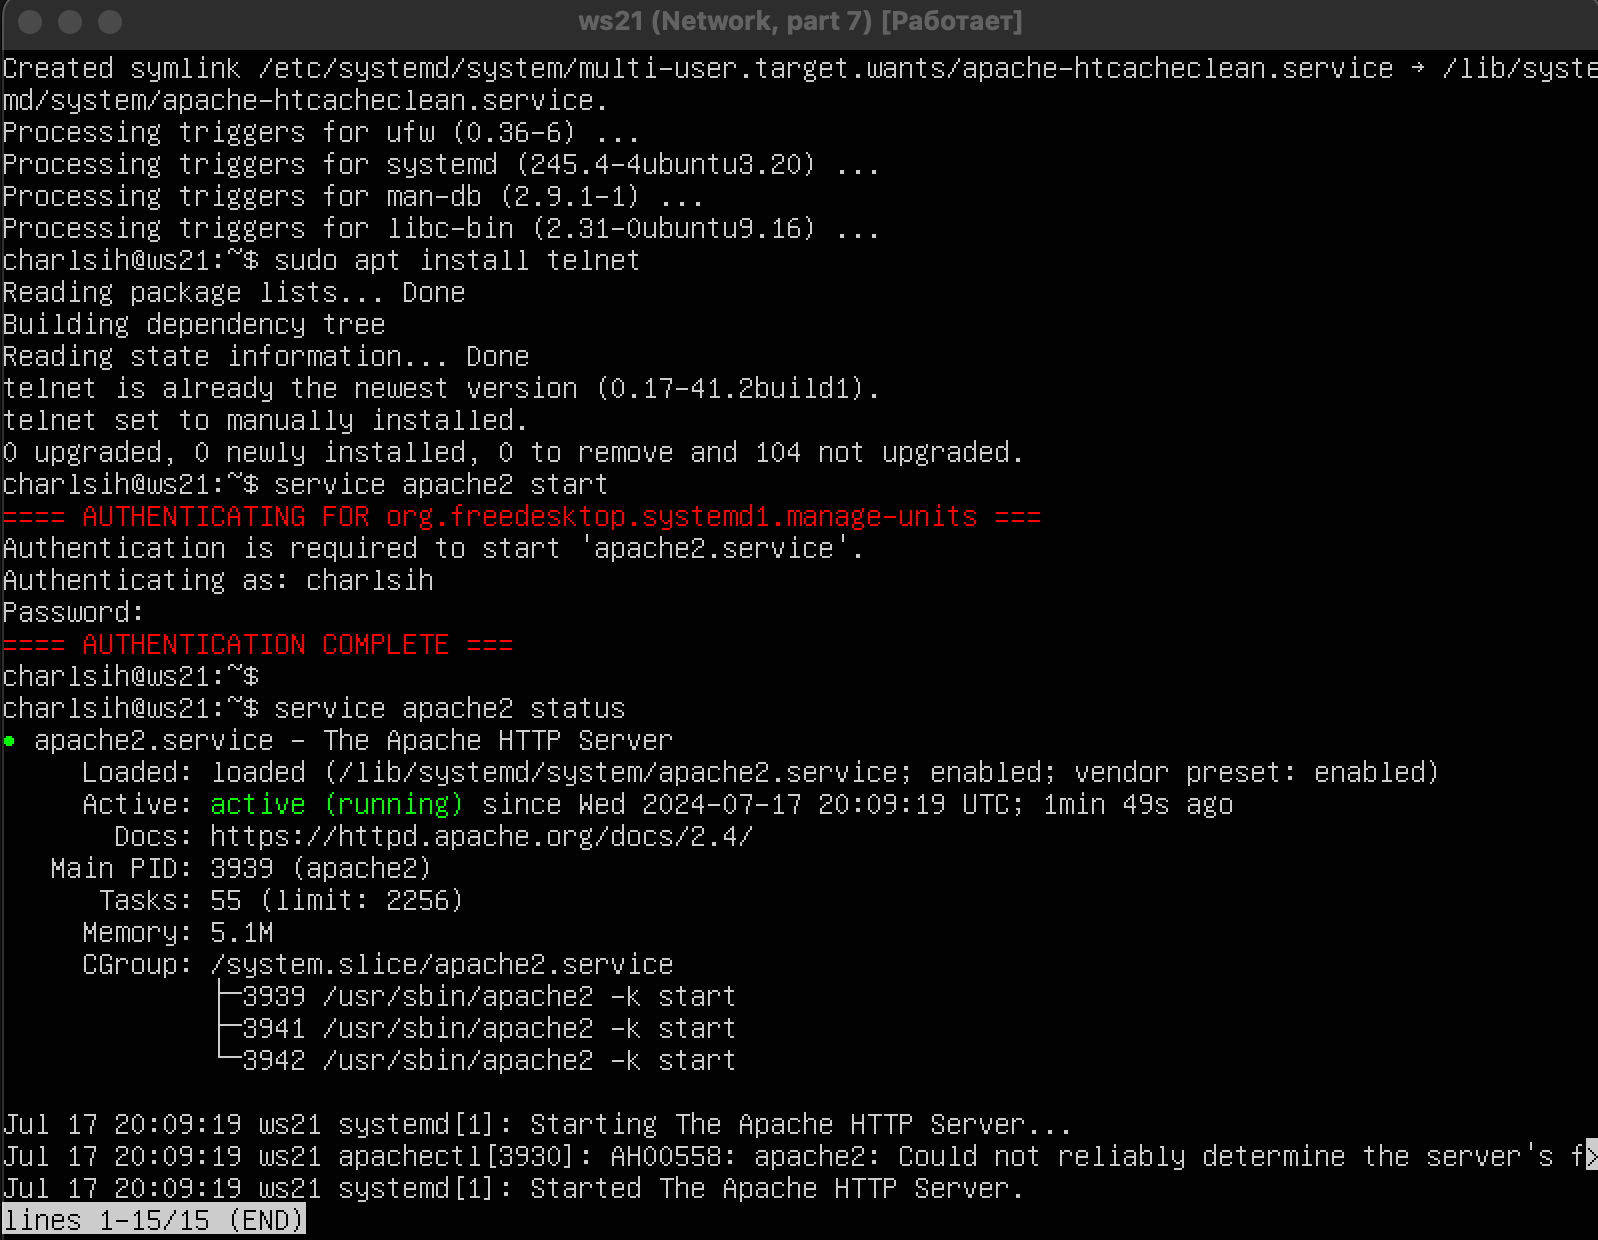 ws21 (Network, part 7) [Работает]
Created symlink /etc/systemd/system/multi-user.target.wants/apache-htcacheclean.service → /lib/syste
md/system/apache-htcacheclean.service.
Processing triggers for ufw (0.36-6) ...
Processing triggers for systemd (245.4-4ubuntu3.20) ...
Processing triggers for man-db (2.9.1-1) ...
Processing triggers for libc-bin (2.31-0ubuntu9.16) ...
charlsih@ws21:~$ sudo apt install telnet
Reading package lists... Done
Building dependency tree
Reading state information... Done
telnet is already the newest version (0.17-41.2build1).
telnet set to manually installed.
0 upgraded, 0 newly installed, 0 to remove and 104 not upgraded.
charlsih@ws21:~$ service apache2 start
==== AUTHENTICATING FOR org.freedesktop.systemd1.manage-units ===
Authentication is required to start 'apache2.service'.
Authenticating as: charlsih
Password:
==== AUTHENTICATION COMPLETE ===
charlsih@ws21:~$
charlsih@ws21:~$ service apache2 status
● apache2.service - The Apache HTTP Server
Loaded: loaded (/lib/systemd/system/apache2.service; enabled; vendor preset: enabled)
Active: active (running) since Wed 2024-07-17 20:09:19 UTC; 1min 49s ago
Docs: https://httpd.apache.org/docs/2.4/
Main PID: 3939 (apache2)
Tasks: 55 (limit: 2256)
Memory: 5.1M
CGroup: /system.slice/apache2.service
├─3939 /usr/sbin/apache2 -k start
├─3941 /usr/sbin/apache2 -k start
└─3942 /usr/sbin/apache2 -k start
Jul 17 20:09:19 ws21 systemd[1]: Starting The Apache HTTP Server...
Jul 17 20:09:19 ws21 apachectl[3930]: AH00558: apache2: Could not reliably determine the server's f>
Jul 17 20:09:19 ws21 systemd[1]: Started The Apache HTTP Server.
lines 1-15/15 (END)